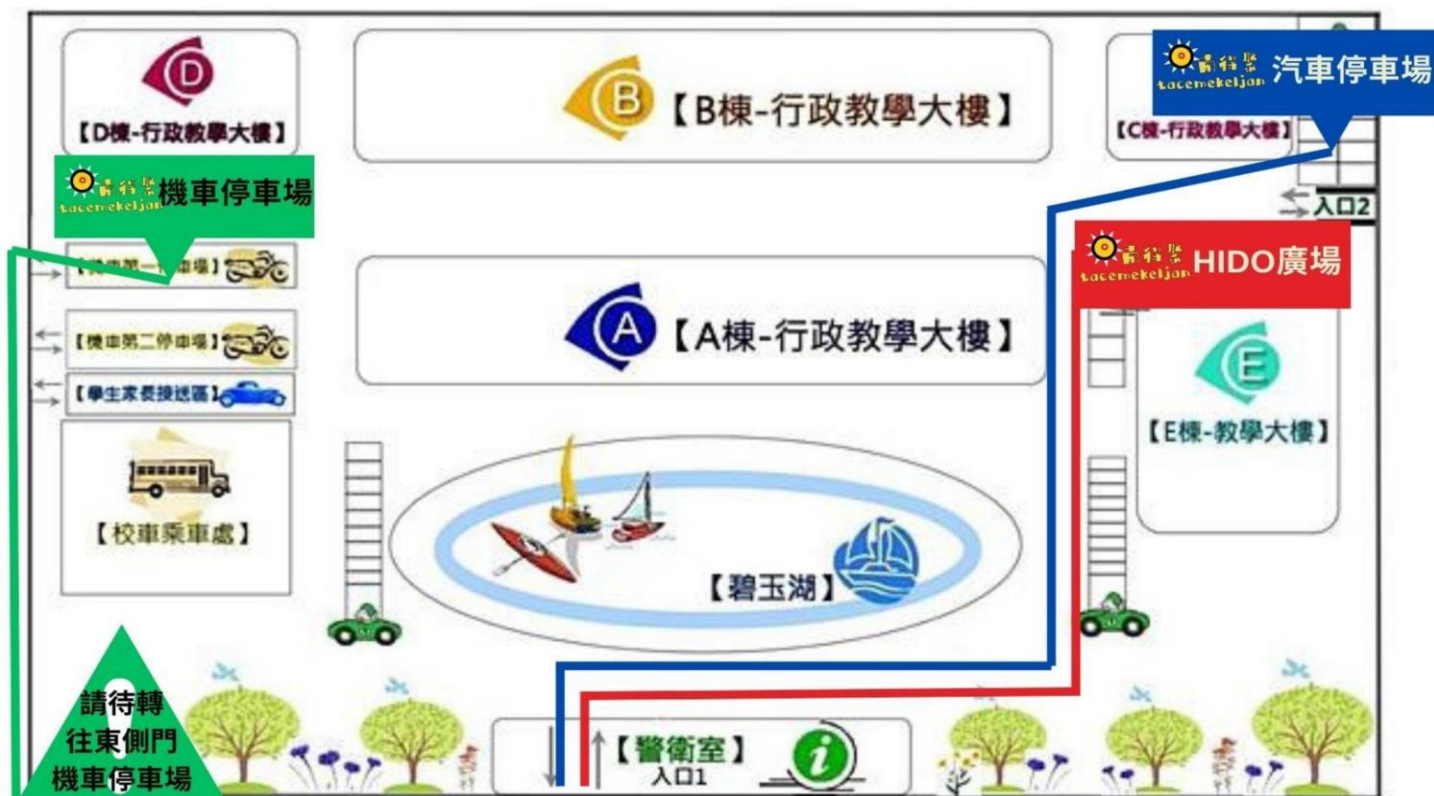 D
【D棟-行政教學大樓】
B
【B棟-行政教學大樓】
【C棟-行政教學大樓】
tacemekeljan
汽車停車場
tacemekeljan
機車停車場
入口2
tacemekeljan
HIDO廣場
A
【A棟-行政教學大樓】
【機車第二停車場】
【學生家長接送區】
E
【E棟-教學大樓】
【校車乘車處】
【碧玉湖】
請待轉
往東側門
機車停車場
【警衛室】
入口1
i